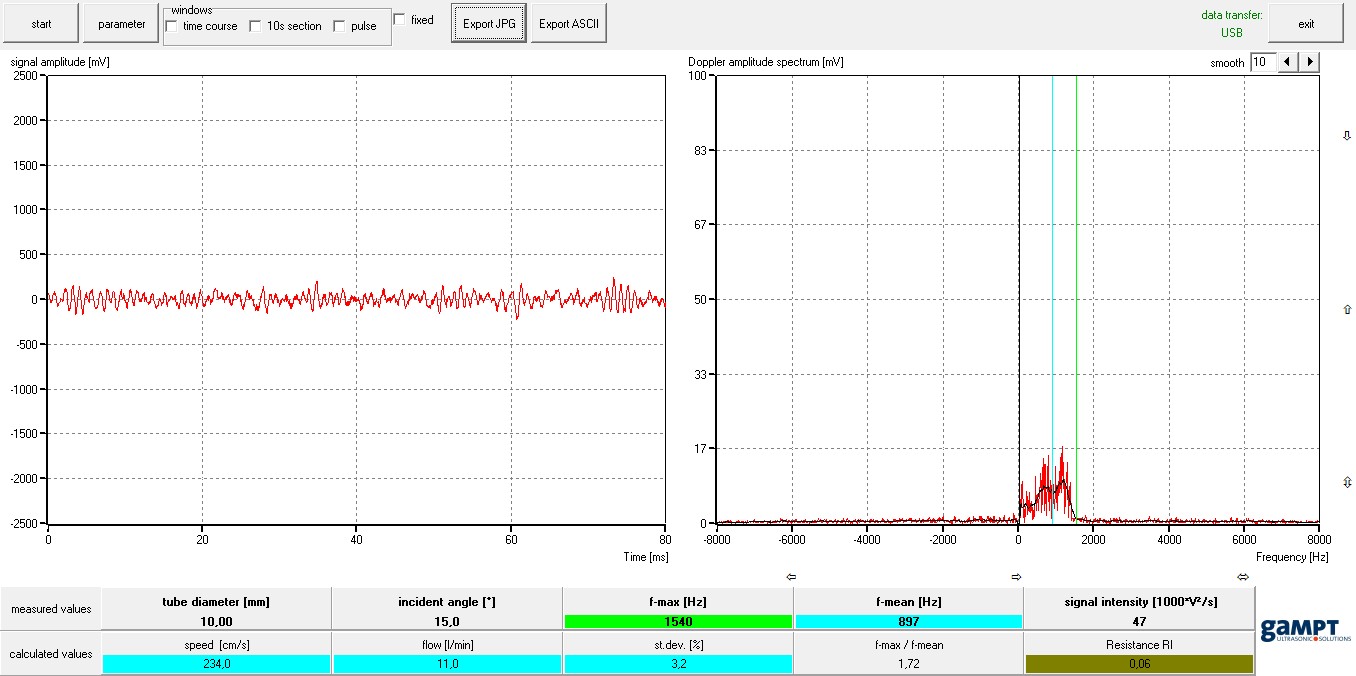 start
parameter
windows
time course
10s section
pulse
fixed
Export JPG
Export ASCII
data transfer:
USB
exit
signal amplitude [mV]
2500
2000
1500
1000
500
0
-500
-1000
-1500
-2000
-2500
0 20 40 60 80
Time [ms]
Doppler amplitude spectrum [mV]
smooth 10
100
83
67
50
33
17
0
-8000 -6000 -4000 -2000 0 2000 4000 6000 8000
Frequency [Hz]
measured values
tube diameter [mm]
10,00
incident angle [°]
15,0
f-max [Hz]
1540
f-mean [Hz]
897
signal intensity [1000*V²/s]
47
calculated values
speed [cm/s]
234,0
flow [l/min]
11,0
st.dev. [%]
3,2
f-max / f-mean
1,72
Resistance RI
0,06
gampt
ULTRASONIC SOLUTIONS